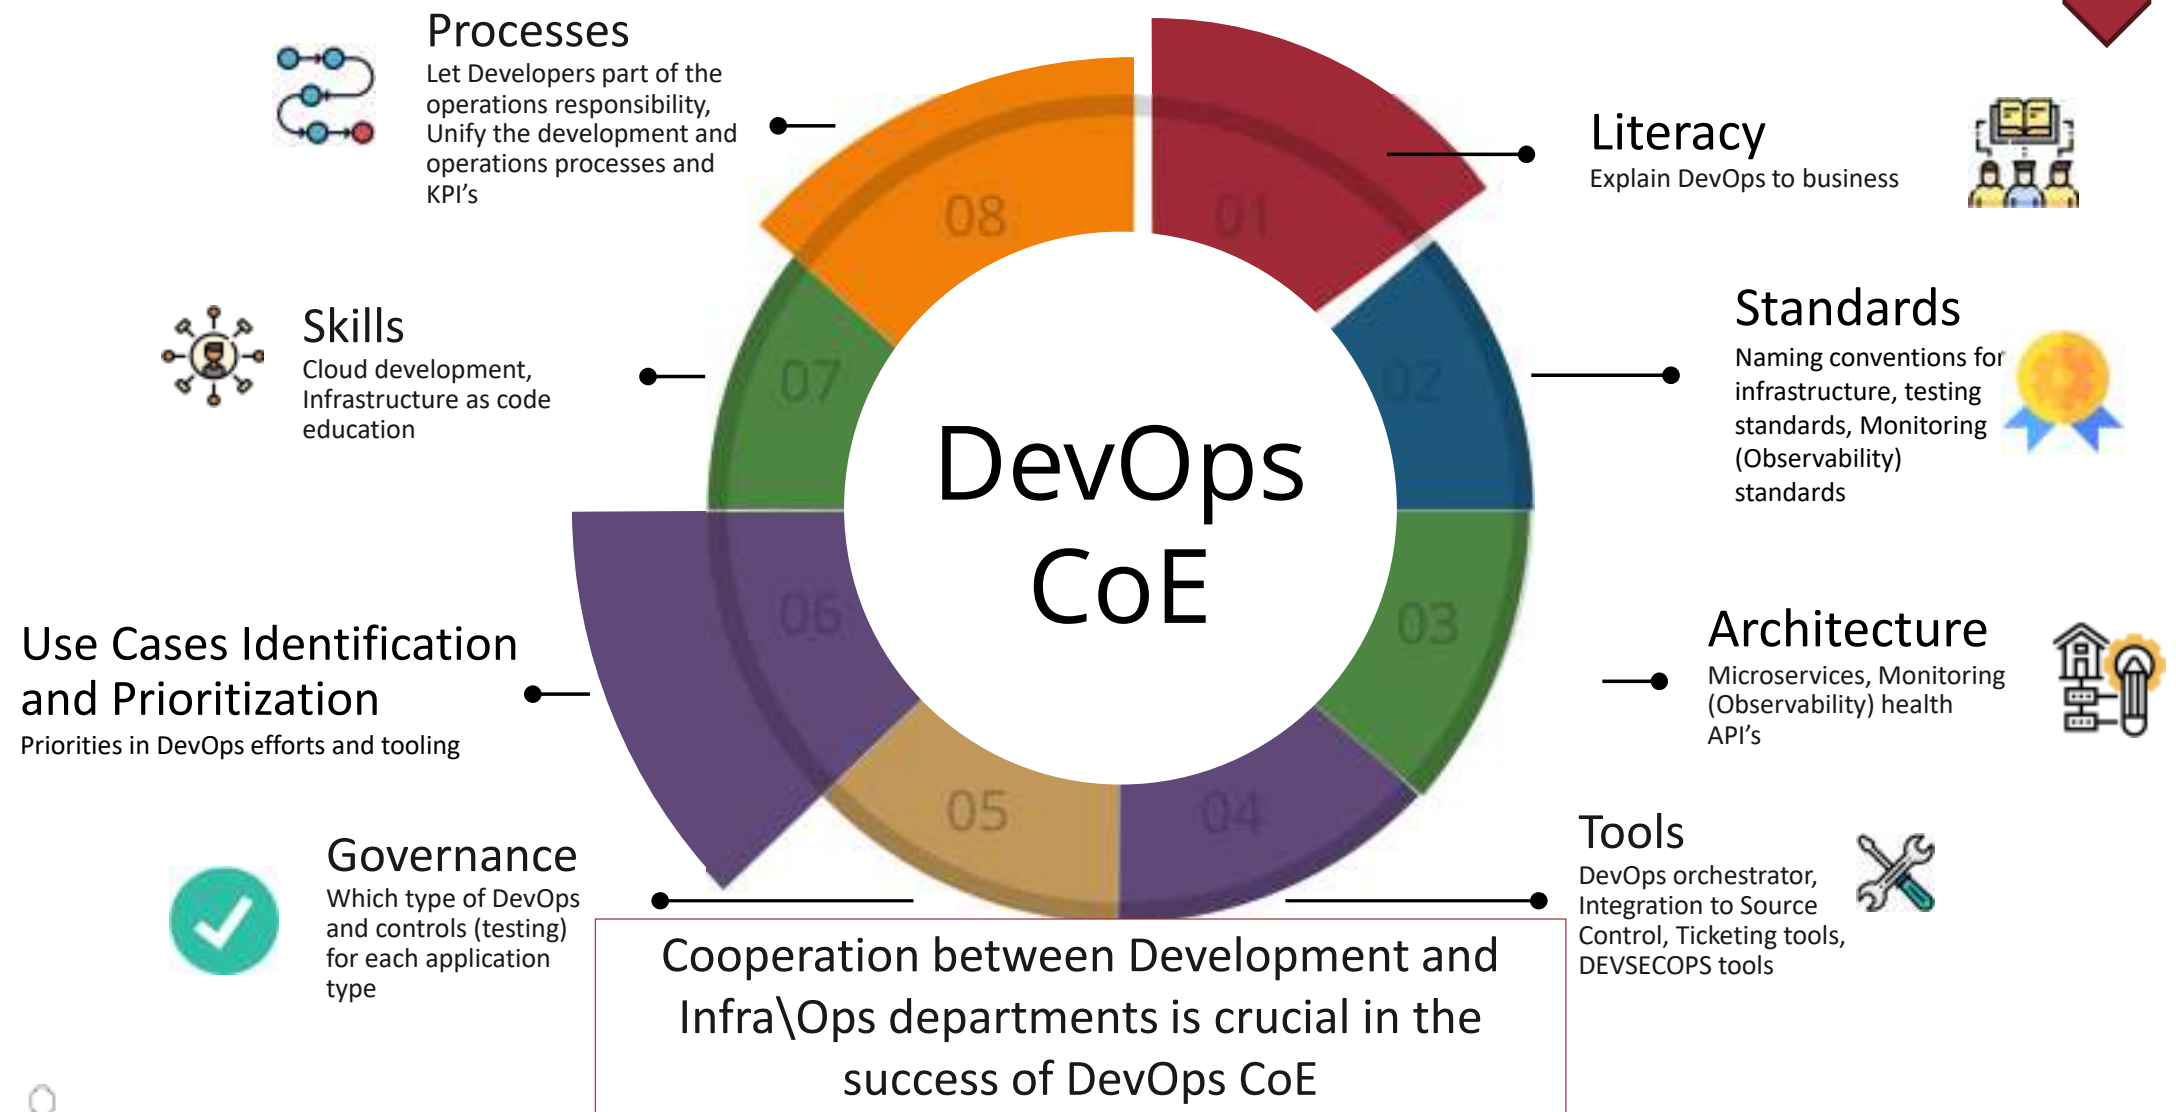 Processes
Let Developers part of the
operations responsibility,
Unify the development and
operations processes and
KPI’s
Literacy
Explain DevOps to business
Standards
Naming conventions for
infrastructure, testing
standards, Monitoring
(Observability)
standards
Architecture
Microservices, Monitoring
(Observability) health
API’s
Tools
DevOps orchestrator,
Integration to Source
Control, Ticketing tools,
DEVSECOPS tools
Skills
Cloud development,
Infrastructure as code
education
Use Cases Identification
and Prioritization
Priorities in DevOps efforts and tooling
Governance
Which type of DevOps
and controls (testing)
for each application
type
08
01
07
02
06
03
05
04
DevOps
CoE
Cooperation between Development and
Infra\Ops departments is crucial in the
success of DevOps CoE